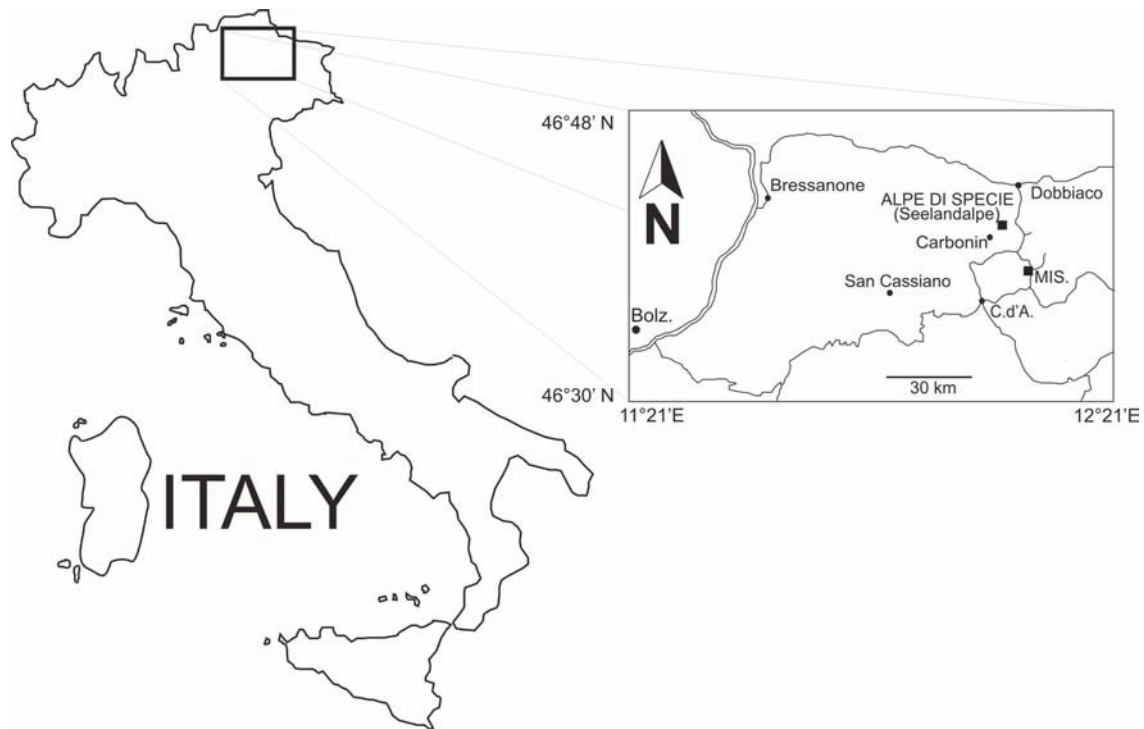 46°48’ N
N
Bressanone
Dobbiaco
ALPE DI SPECIE
(Seelandalpe)
Carbonin
MIS.
San Cassiano
C.d’A.
Bolz.
30 km
46°30’ N
11°21’E
12°21’E
ITALY